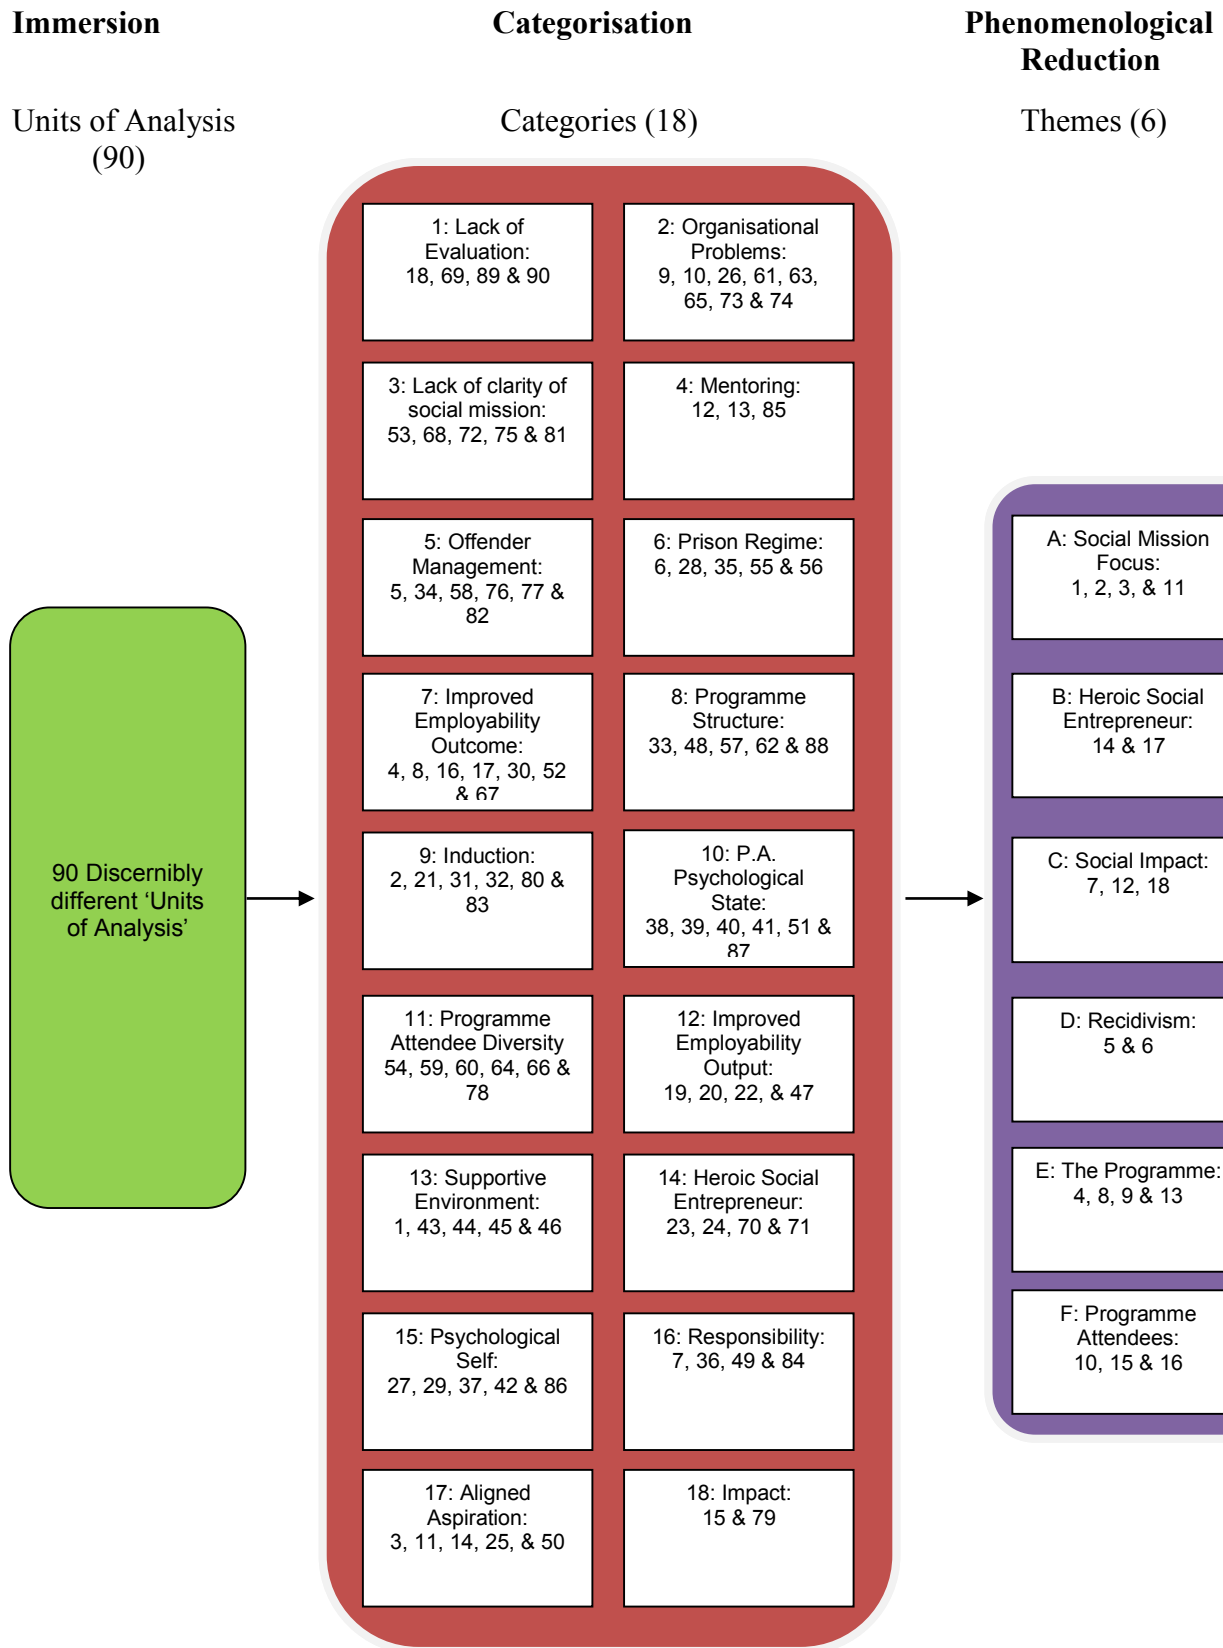 Immersion
Categorisation
Phenomenological
Reduction
Units of Analysis
(90)
Categories (18)
Themes (6)
90 Discernibly
different ‘Units
of Analysis’
1: Lack of
Evaluation:
18, 69, 89 & 90
2: Organisational
Problems:
9, 10, 26, 61, 63,
65, 73 & 74
3: Lack of clarity of
social mission:
53, 68, 72, 75 & 81
4: Mentoring:
12, 13, 85
5: Offender
Management:
5, 34, 58, 76, 77 &
82
6: Prison Regime:
6, 28, 35, 55 & 56
7: Improved
Employability
Outcome:
4, 8, 16, 17, 30, 52
& 67
8: Programme
Structure:
33, 48, 57, 62 & 88
9: Induction:
2, 21, 31, 32, 80 &
83
10: P.A.
Psychological
State:
38, 39, 40, 41, 51 &
87
11: Programme
Attendee Diversity
54, 59, 60, 64, 66 &
78
12: Improved
Employability
Output:
19, 20, 22, & 47
13: Supportive
Environment:
1, 43, 44, 45 & 46
14: Heroic Social
Entrepreneur:
23, 24, 70 & 71
15: Psychological
Self:
27, 29, 37, 42 & 86
16: Responsibility:
7, 36, 49 & 84
17: Aligned
Aspiration:
3, 11, 14, 25, & 50
18: Impact:
15 & 79
A: Social Mission
Focus:
1, 2, 3, & 11
B: Heroic Social
Entrepreneur:
14 & 17
C: Social Impact:
7, 12, 18
D: Recidivism:
5 & 6
E: The Programme:
4, 8, 9 & 13
F: Programme
Attendees:
10, 15 & 16